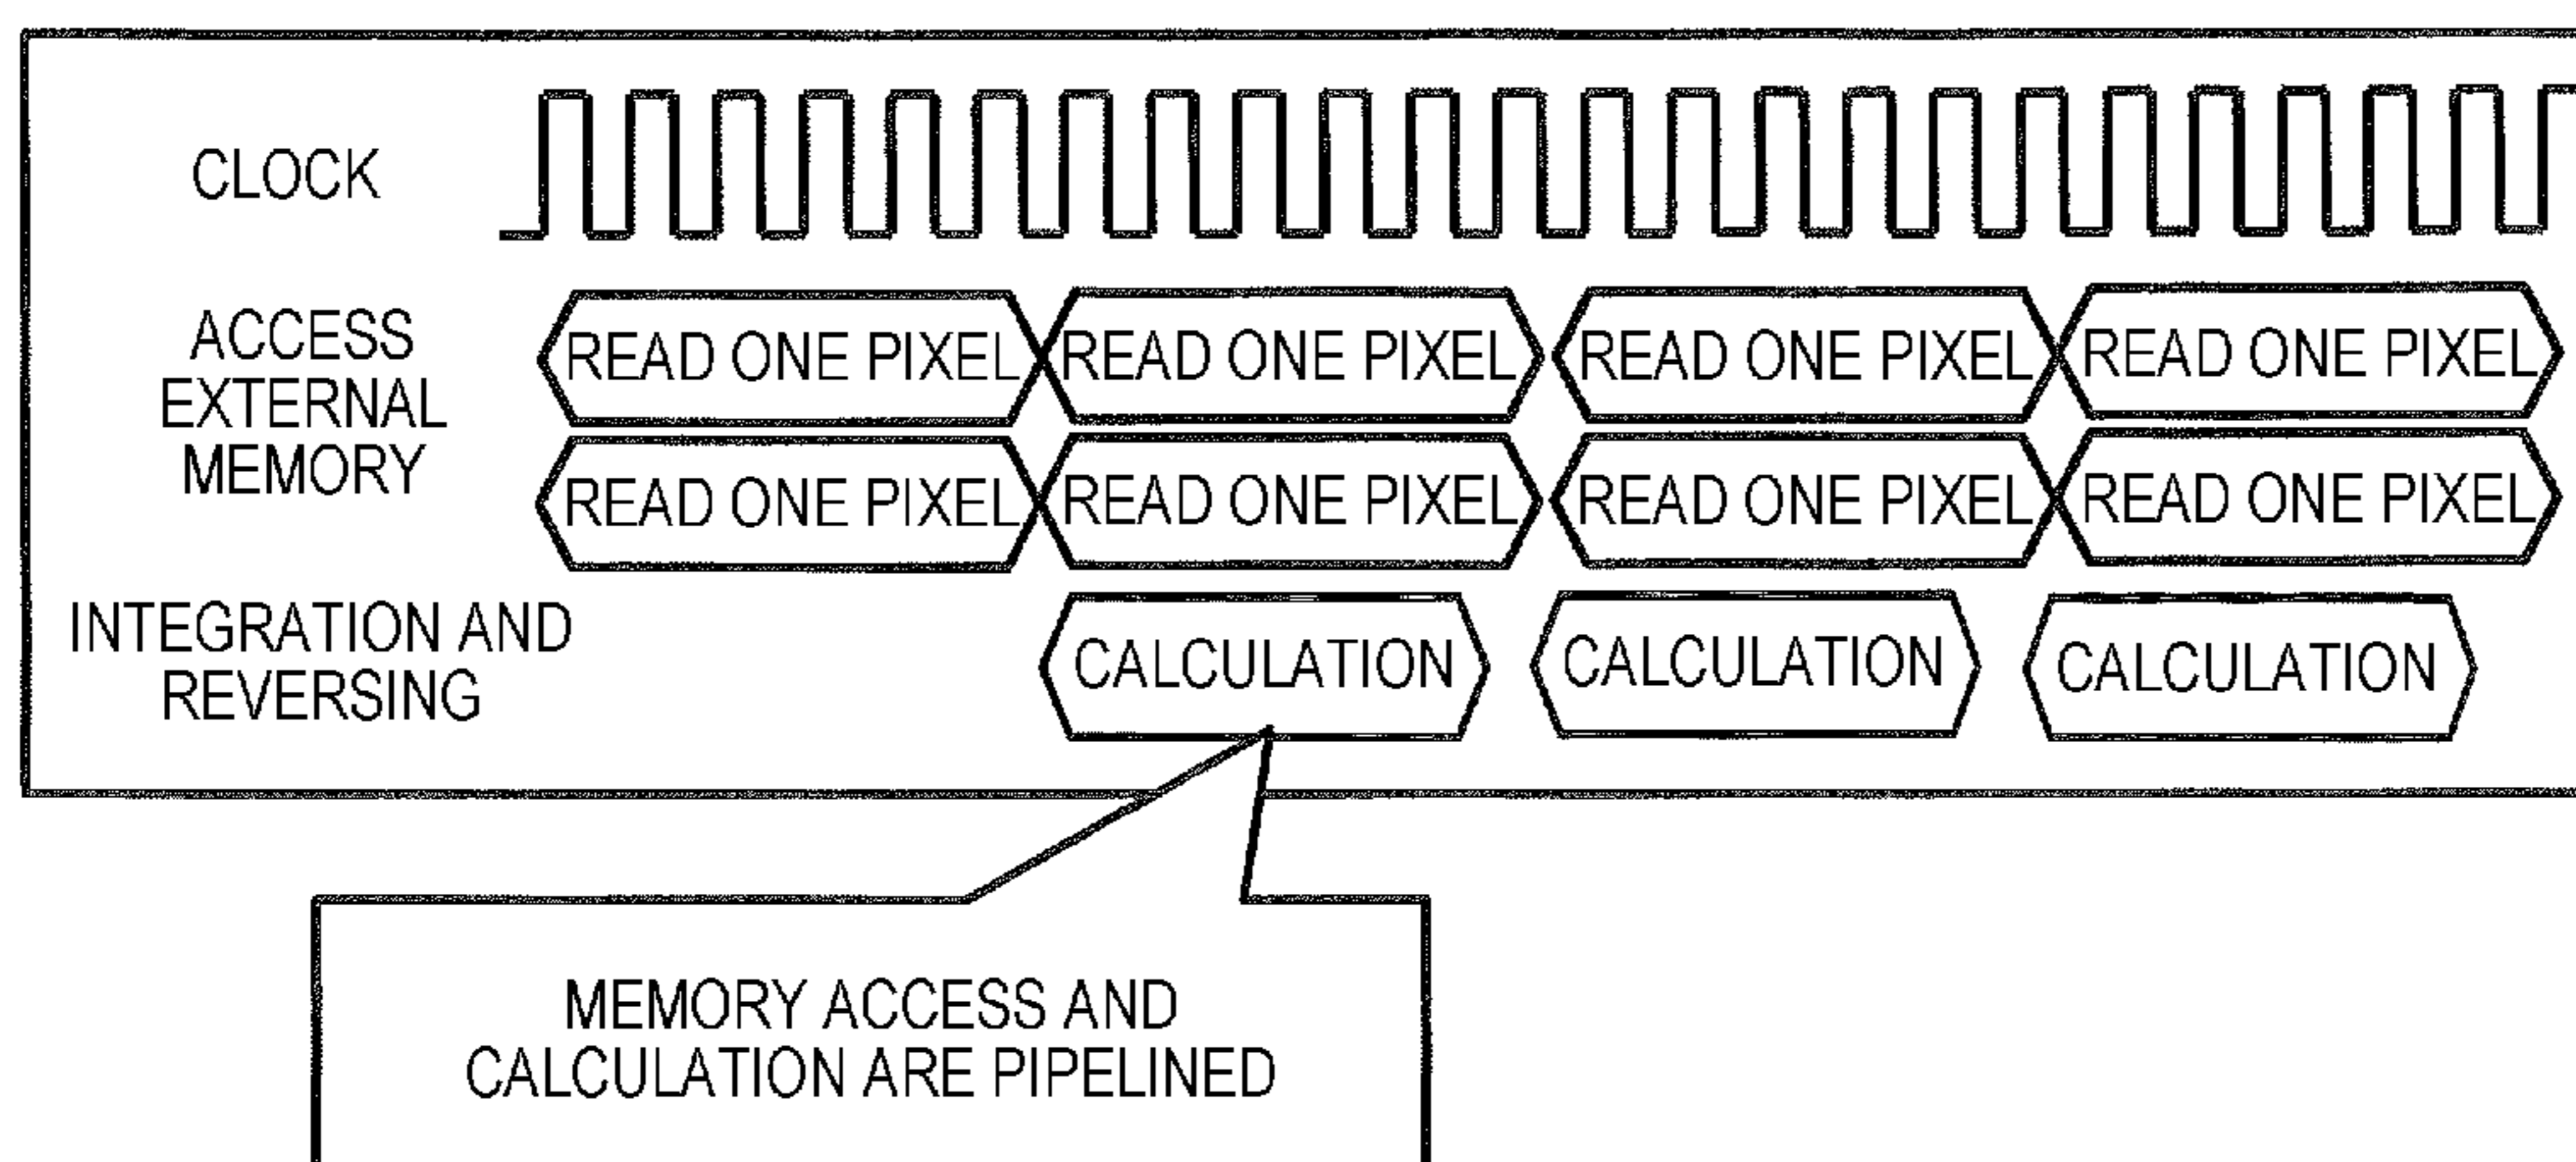 CLOCK
ACCESS
EXTERNAL
MEMORY
READ ONE PIXEL READ ONE PIXEL READ ONE PIXEL READ ONE PIXEL
READ ONE PIXEL READ ONE PIXEL READ ONE PIXEL READ ONE PIXEL
INTEGRATION AND
REVERSING
CALCULATION CALCULATION CALCULATION
MEMORY ACCESS AND
CALCULATION ARE PIPELINED